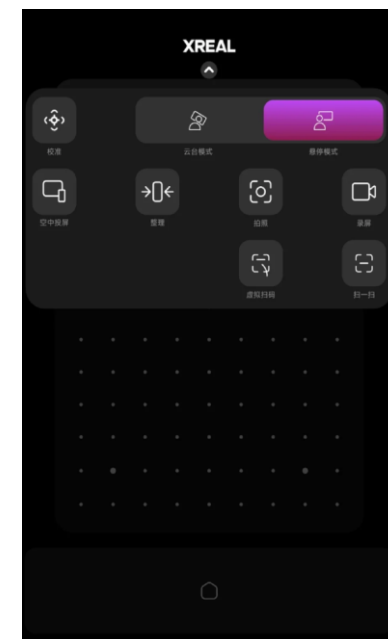 XREAL
校准
云台模式
悬停模式
空中投屏
整理
拍照
录屏
虚拟扫码
扫一扫